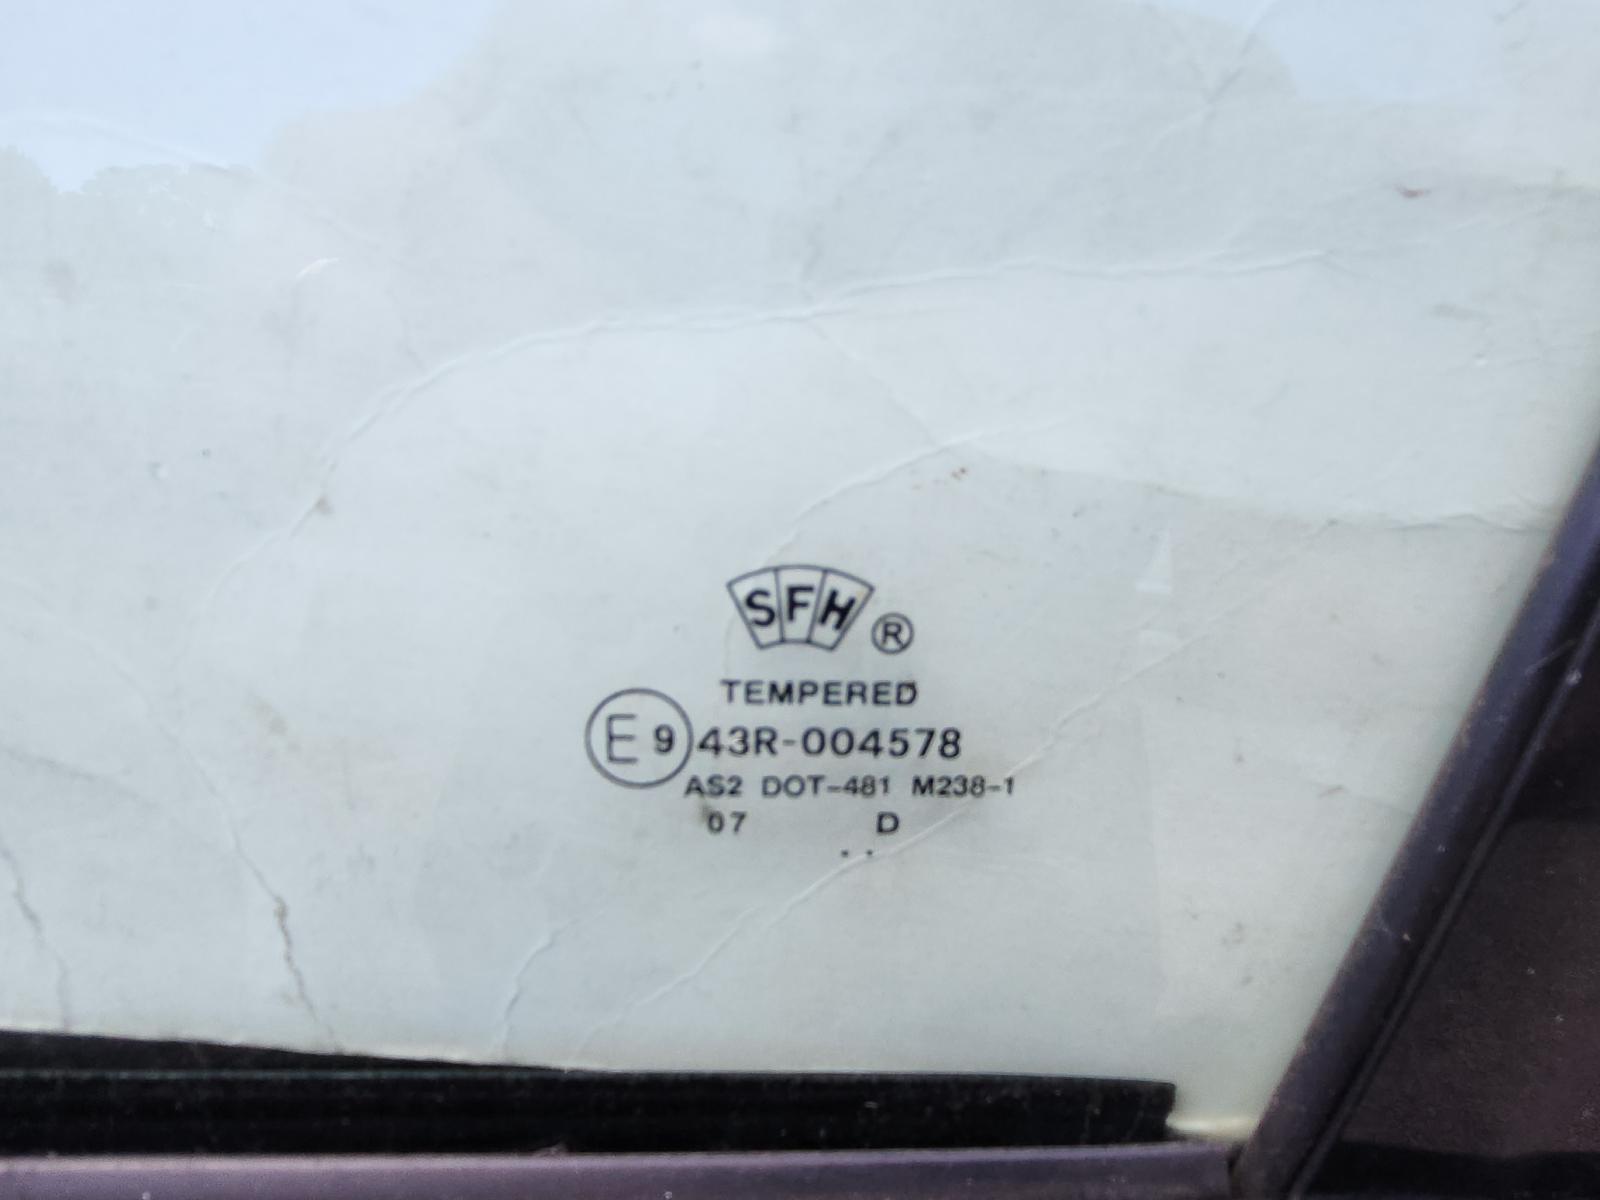 SFH ®
TEMPERED
E9 43R-004578
AS2 DOT-481 M238-1
07 D
. .